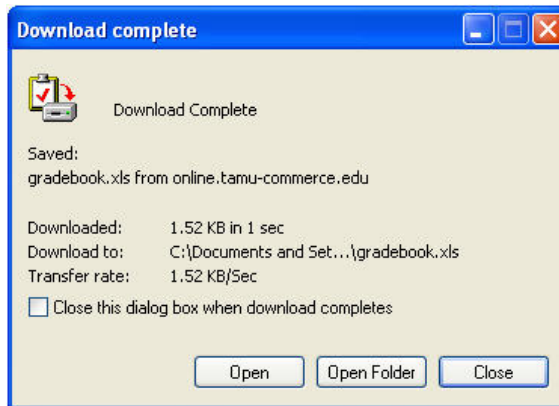 Download complete
Download Complete
Saved:
gradebook.xls from online.tamu-commerce.edu
Downloaded: 1.52 KB in 1 sec
Download to: C:\Documents and Set...\gradebook.xls
Transfer rate: 1.52 KB/Sec
Close this dialog box when download completes
Open Open Folder Close